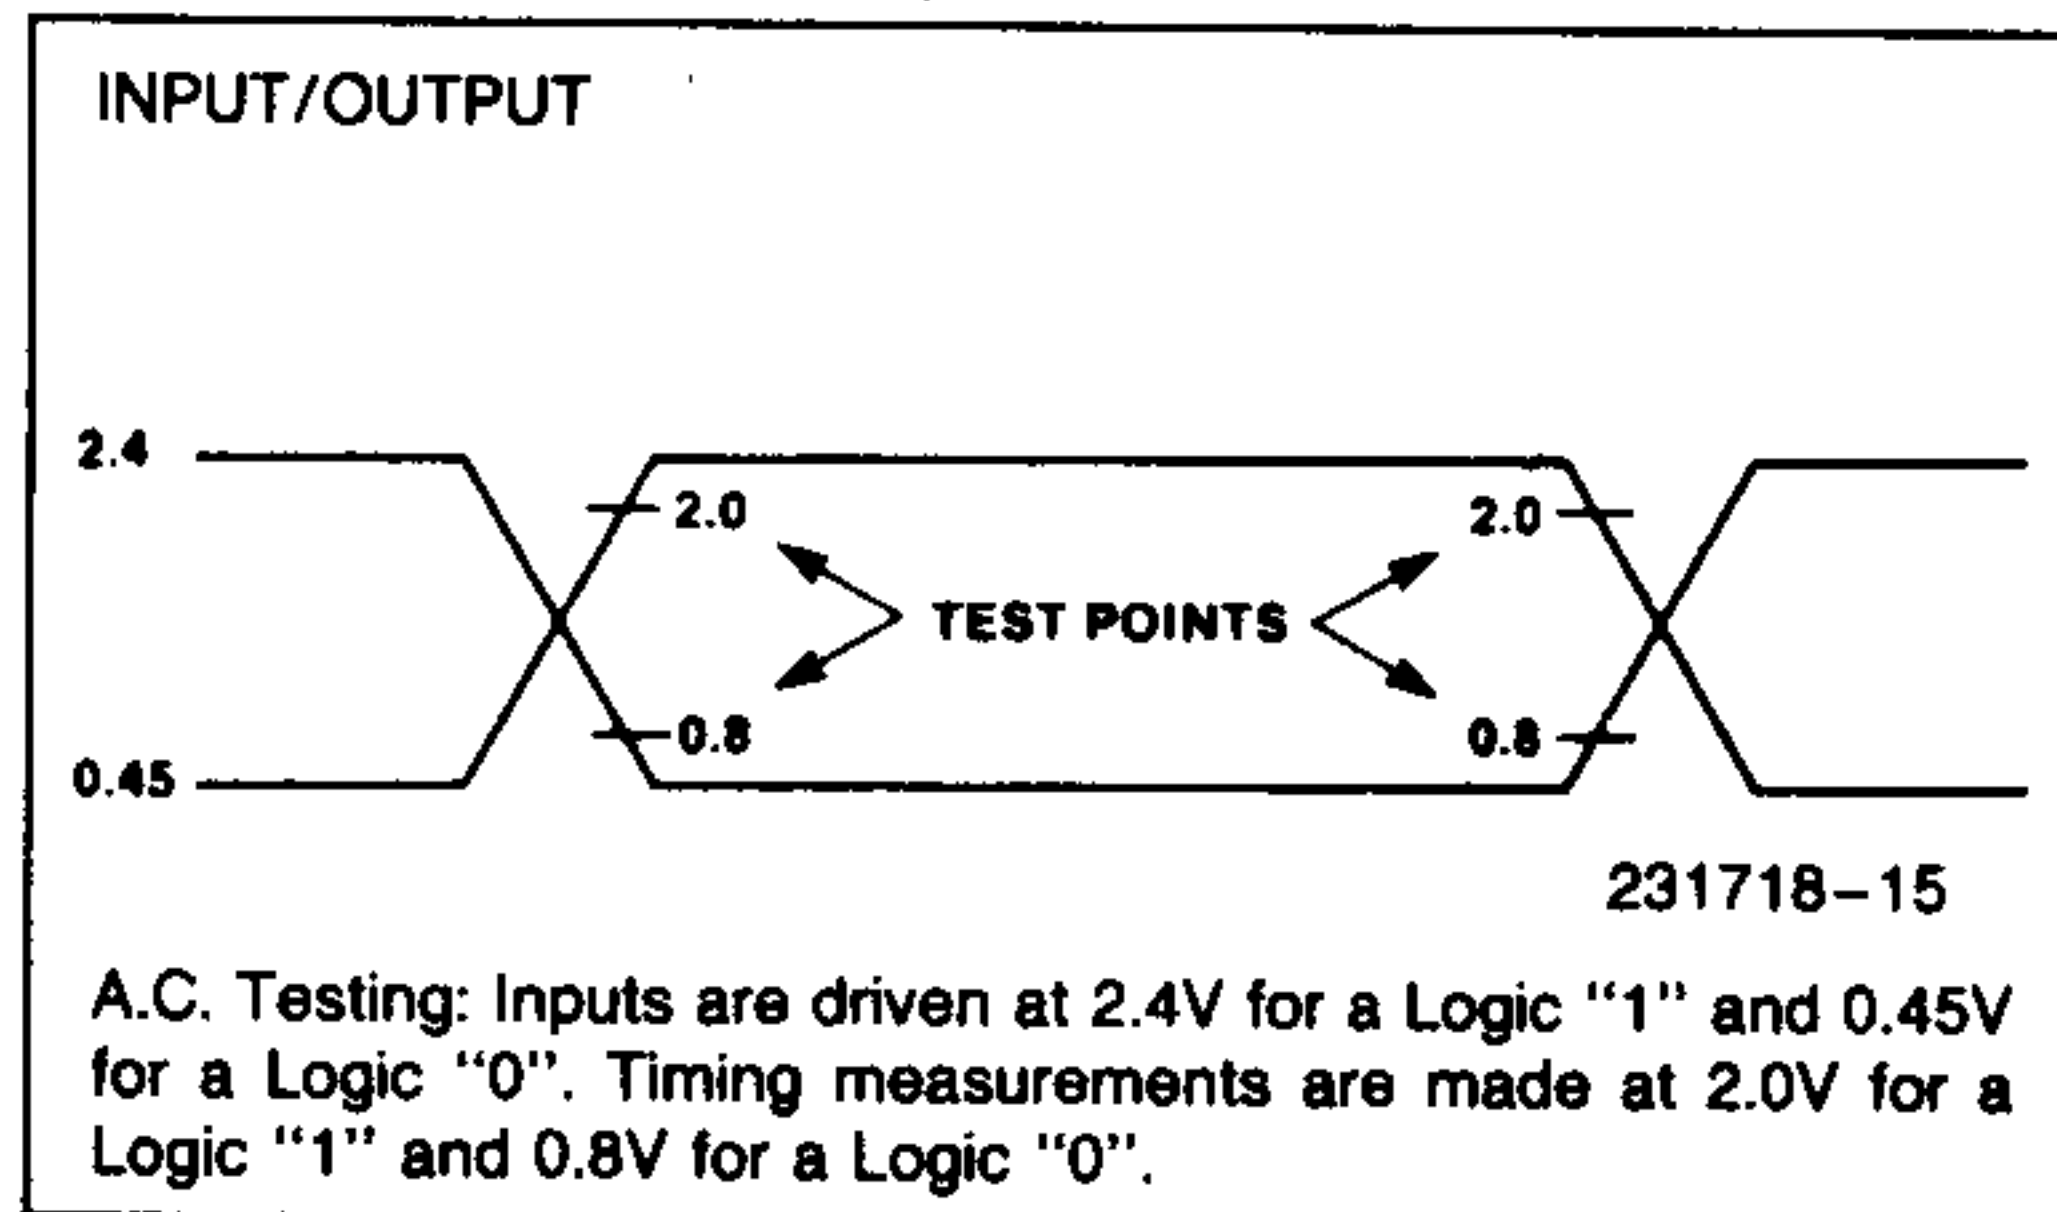 INPUT/OUTPUT
2.4
2.0
2.0
TEST POINTS
0.8
0.8
0.45
231718–15
A.C. Testing: Inputs are driven at 2.4V for a Logic “1” and 0.45V
for a Logic “0”. Timing measurements are made at 2.0V for a
Logic “1” and 0.8V for a Logic “0”.